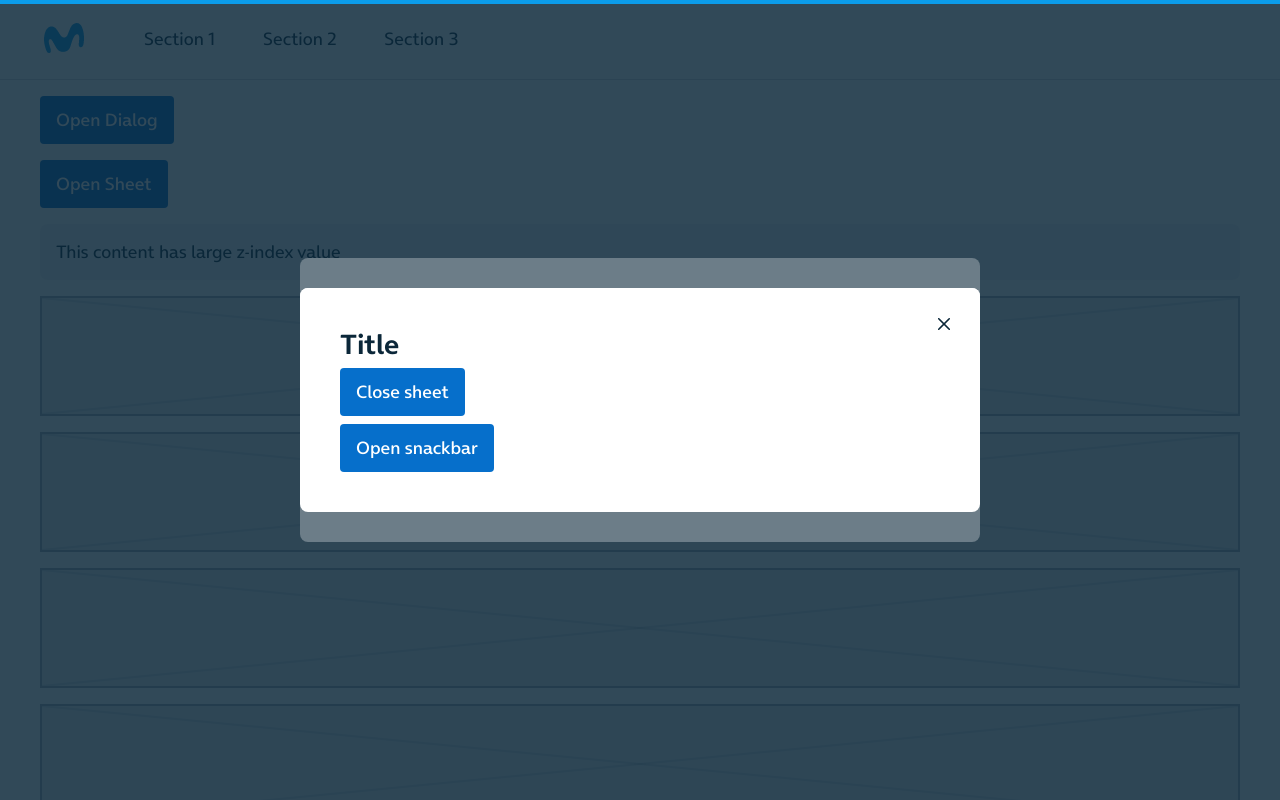 Section 1
Section 2
Section 3
Open Dialog
Open Sheet
This content has large z-index value
Title
Close sheet
Open snackbar